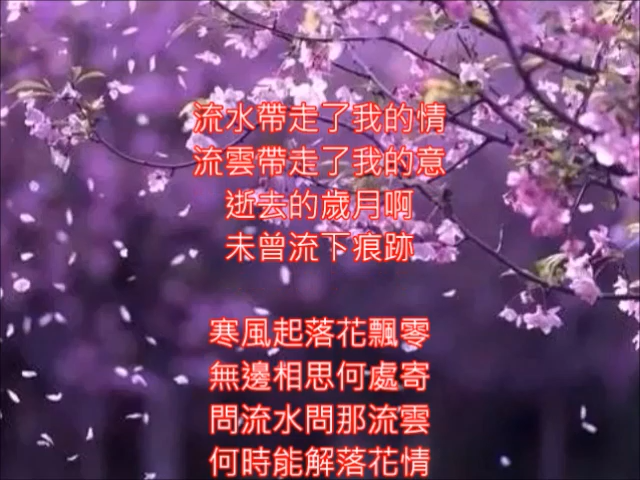 流水帶走了我的情
流雲帶走了我的意
逝去的歲月啊
未曾流下痕跡
寒風起落花飄零
無邊相思何處寄
問流水問那流雲
何時能解落花情